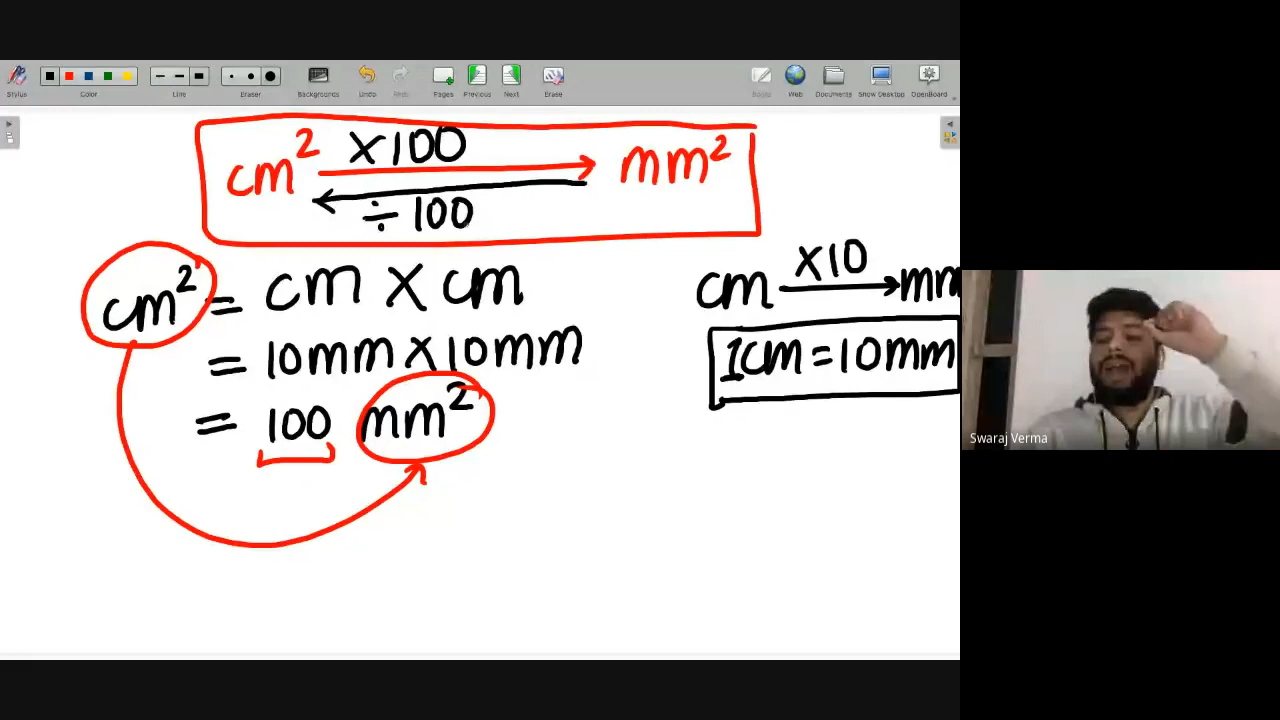 Stylus Color Line Eraser Backgrounds Undo Pages Previous Next Erase Web Documents Show Desktop OpenBoard
cm² ×100 mm²
÷100
cm² = cm × cm
= 10mm × 10mm
= 100 mm²
cm ×10 mm
1cm = 10mm
Swaraj Verma